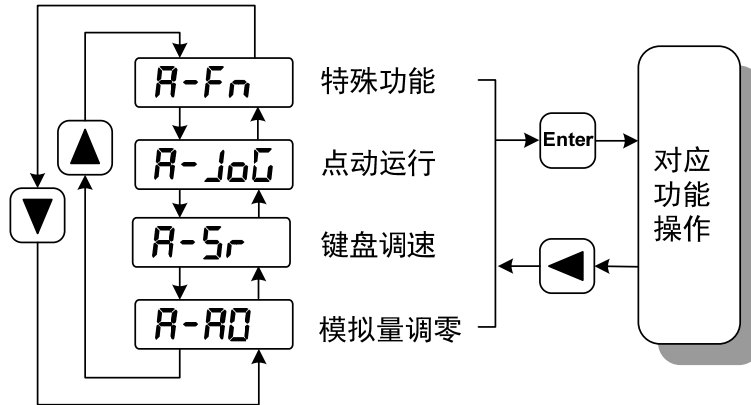 A-Fn 特殊功能
A-JoG 点动运行
A-Sr 键盘调速
A-A0 模拟量调零
Enter
对应
功能
操作